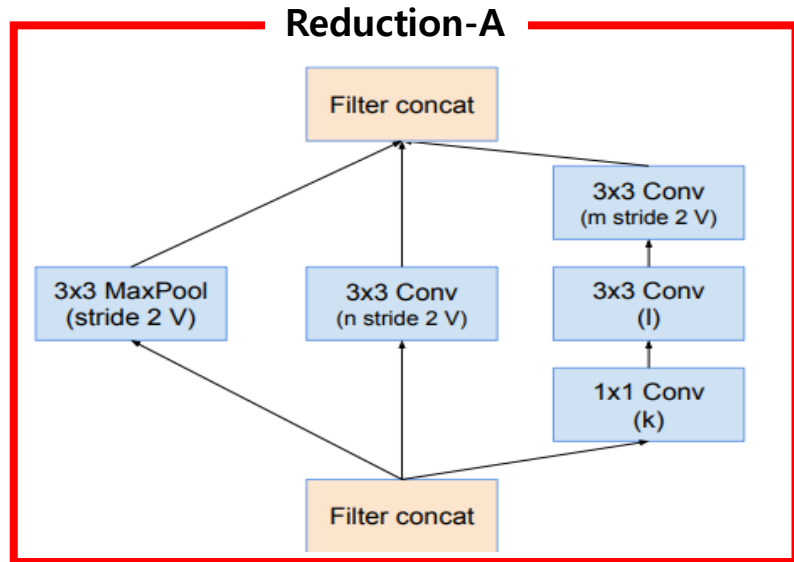 Reduction-A
Filter concat
3x3 Conv
(m stride 2 V)
3x3 MaxPool
(stride 2 V)
3x3 Conv
(n stride 2 V)
3x3 Conv
(l)
1x1 Conv
(k)
Filter concat